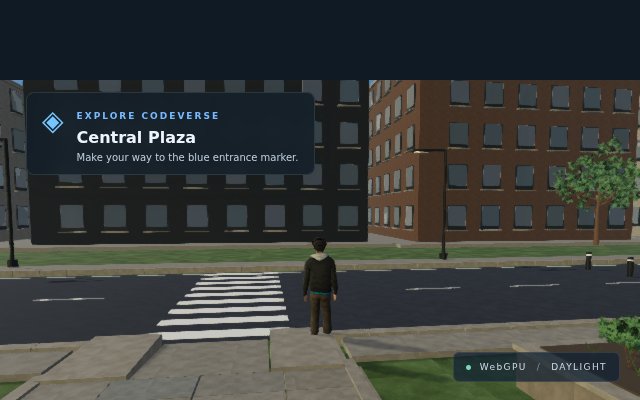 EXPLORE CODEVERSE
Central Plaza
Make your way to the blue entrance marker.
WebGPU / DAYLIGHT